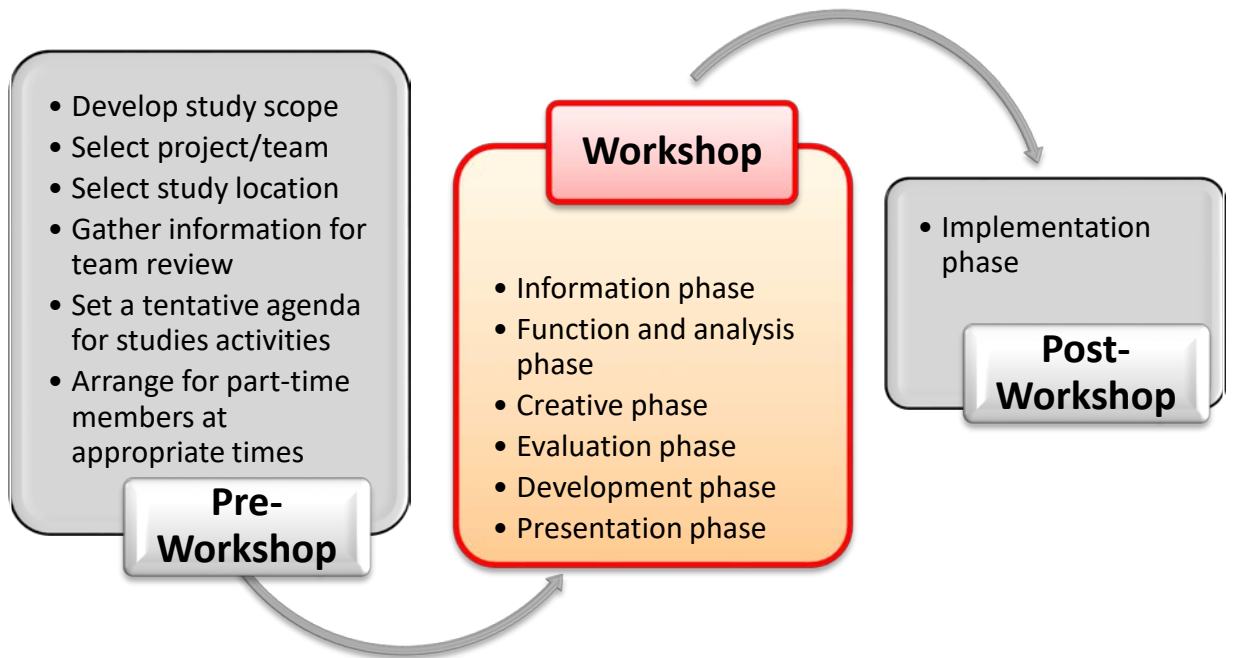 • Develop study scope
• Select project/team
• Select study location
• Gather information for
team review
• Set a tentative agenda
for studies activities
• Arrange for part-time
members at
appropriate times
Pre-
Workshop
Workshop
• Information phase
• Function and analysis
phase
• Creative phase
• Evaluation phase
• Development phase
• Presentation phase
• Implementation
phase
Post-
Workshop